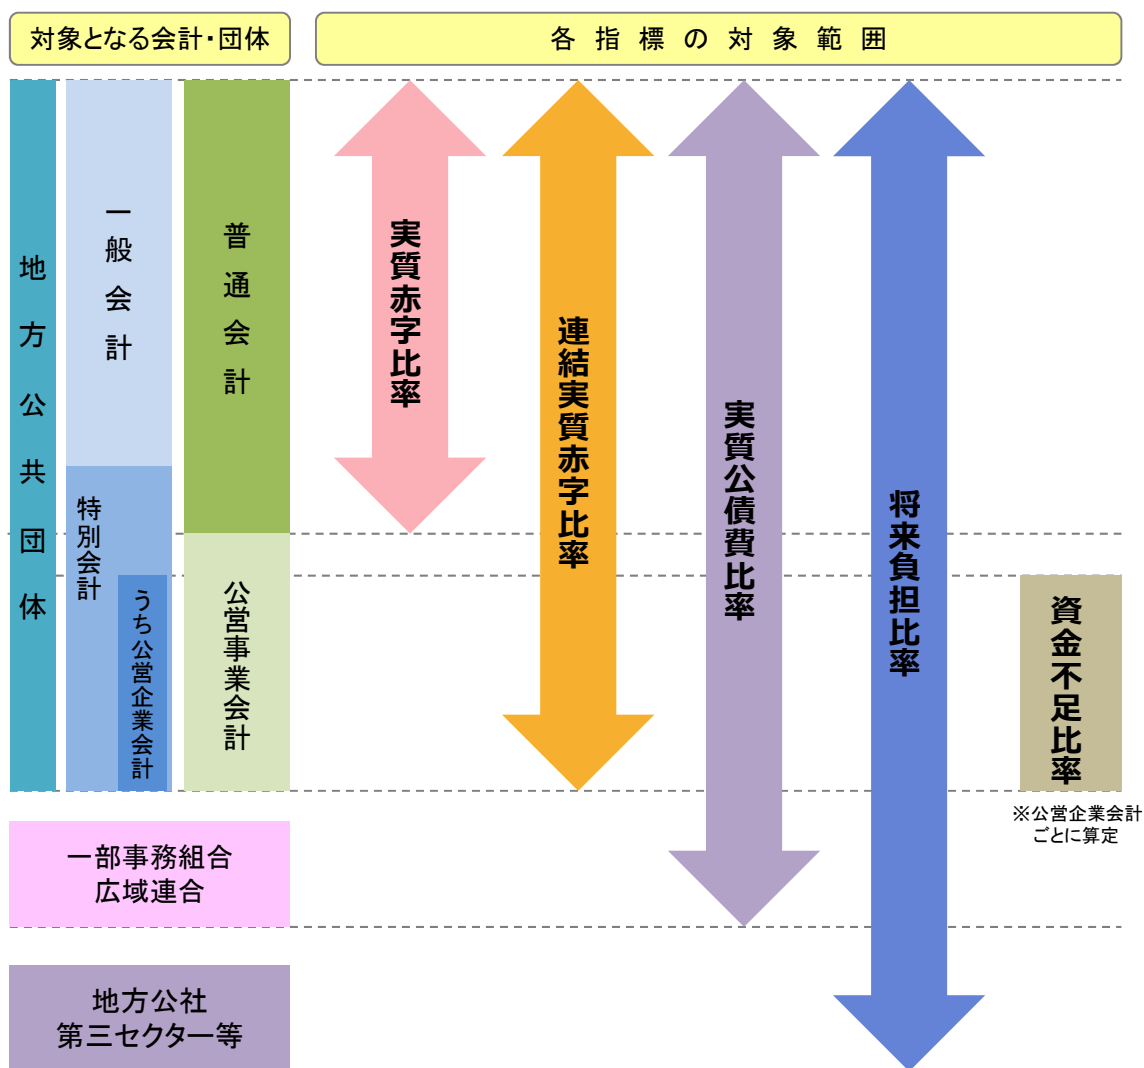 対象となる会計・団体
各指標の対象範囲
地方公共団体
一般会計
特別会計
うち公営企業会計
普通会計
公営事業会計
実質赤字比率
連結実質赤字比率
実質公債費比率
将来負担比率
資金不足比率
※公営企業会計
ごとに算定
一部事務組合
広域連合
地方公社
第三セクター等